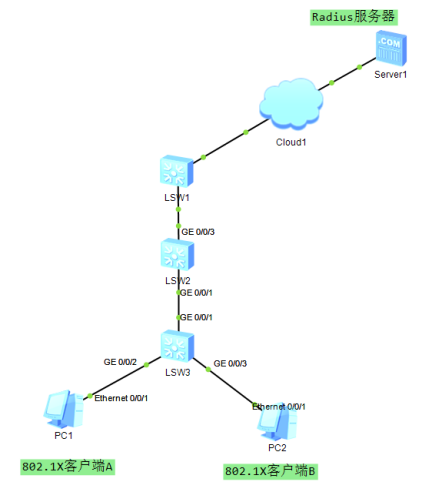 Radius服务器
.COM
Server1
Cloud1
LSW1
GE 0/0/3
LSW2
GE 0/0/1
GE 0/0/1
LSW3
GE 0/0/2
GE 0/0/3
Ethernet 0/0/1
Ethernet 0/0/1
PC1
PC2
802.1X客户端A
802.1X客户端B